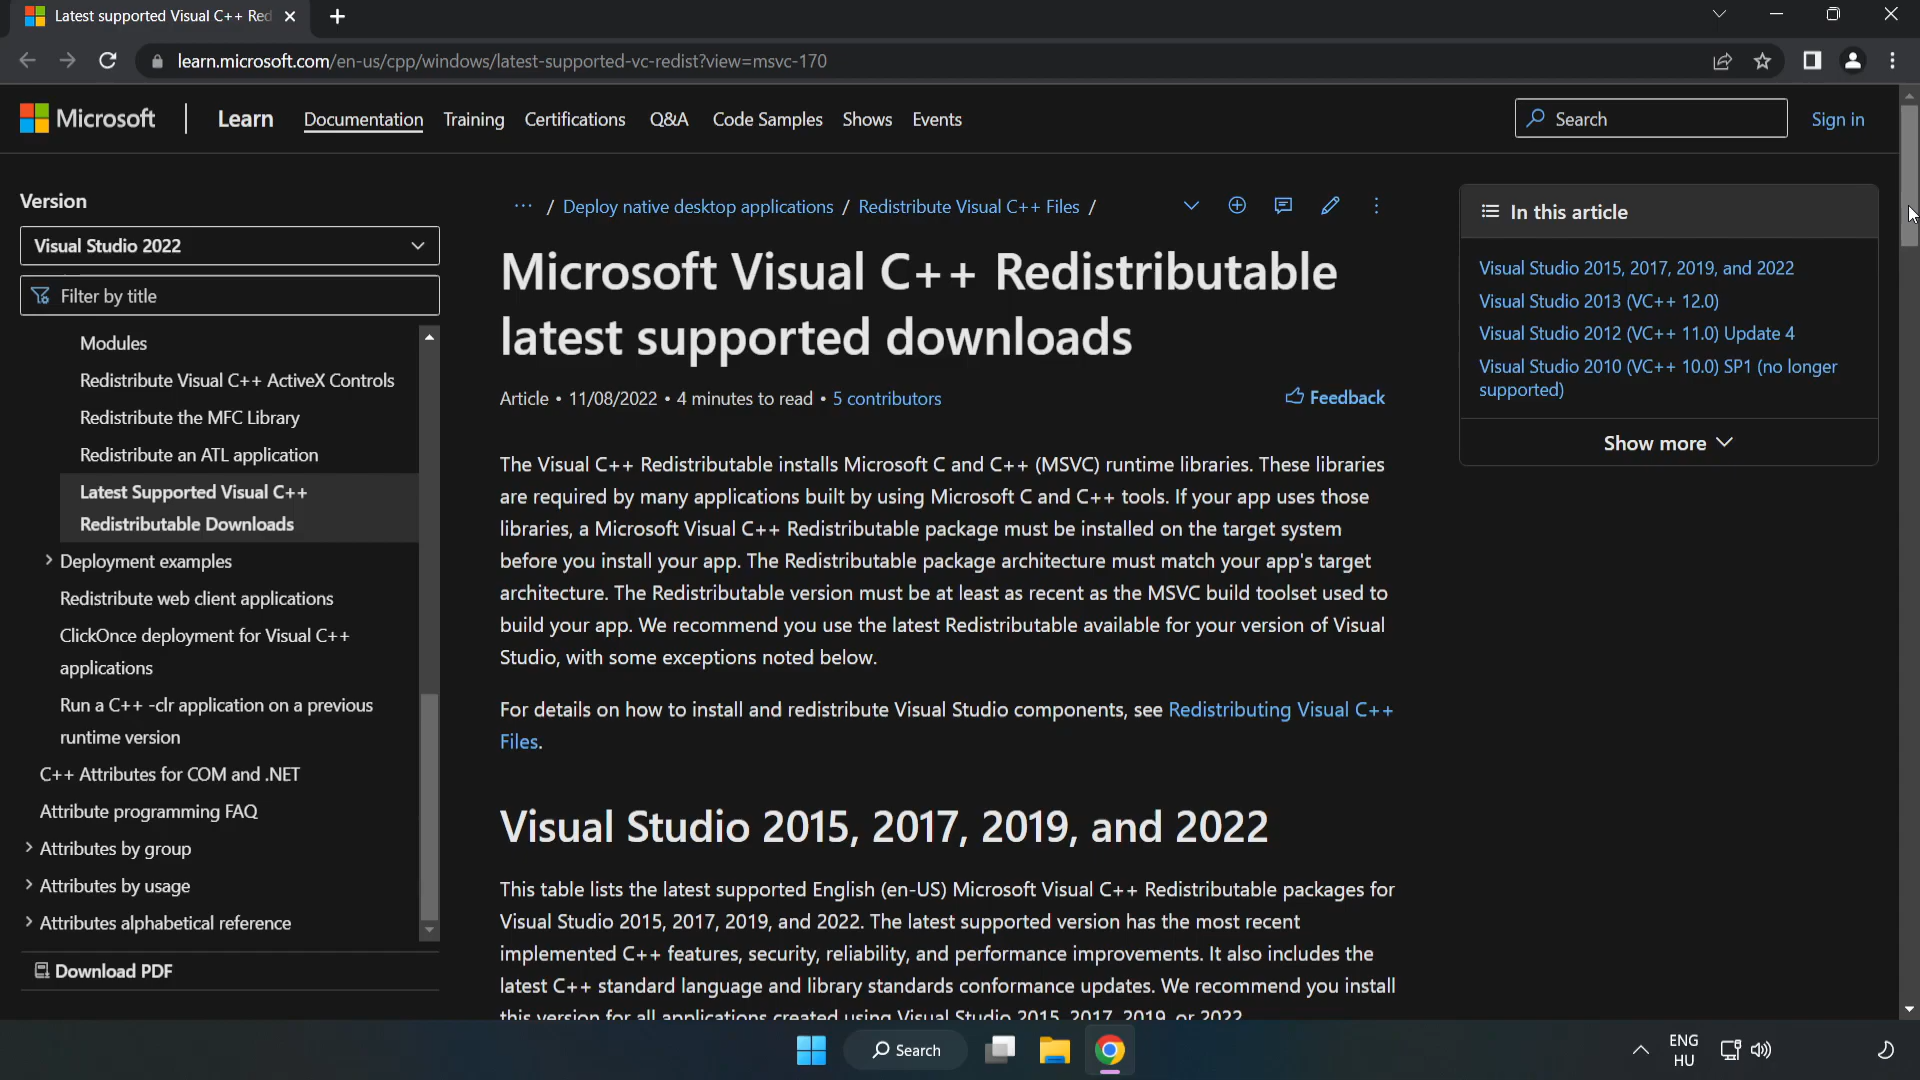 Latest supported Visual C++ Red
learn.microsoft.com/en-us/cpp/windows/latest-supported-vc-redist?view=msvc-170
Microsoft
Learn
Documentation
Training
Certifications
Q&A
Code Samples
Shows
Events
Search
Sign in
Version
Visual Studio 2022
Filter by title
Modules
Redistribute Visual C++ ActiveX Controls
Redistribute the MFC Library
Redistribute an ATL application
Latest Supported Visual C++
Redistributable Downloads
Deployment examples
Redistribute web client applications
ClickOnce deployment for Visual C++
applications
Run a C++ -clr application on a previous
runtime version
C++ Attributes for COM and .NET
Attribute programming FAQ
Attributes by group
Attributes by usage
Attributes alphabetical reference
Download PDF
... / Deploy native desktop applications / Redistribute Visual C++ Files /
Microsoft Visual C++ Redistributable
latest supported downloads
Article • 11/08/2022 • 4 minutes to read • 5 contributors
Feedback
The Visual C++ Redistributable installs Microsoft C and C++ (MSVC) runtime libraries. These libraries
are required by many applications built by using Microsoft C and C++ tools. If your app uses those
libraries, a Microsoft Visual C++ Redistributable package must be installed on the target system
before you install your app. The Redistributable package architecture must match your app's target
architecture. The Redistributable version must be at least as recent as the MSVC build toolset used to
build your app. We recommend you use the latest Redistributable available for your version of Visual
Studio, with some exceptions noted below.
For details on how to install and redistribute Visual Studio components, see Redistributing Visual C++
Files.
Visual Studio 2015, 2017, 2019, and 2022
This table lists the latest supported English (en-US) Microsoft Visual C++ Redistributable packages for
Visual Studio 2015, 2017, 2019, and 2022. The latest supported version has the most recent
implemented C++ features, security, reliability, and performance improvements. It also includes the
latest C++ standard language and library standards conformance updates. We recommend you install
this version for all applications created using Visual Studio 2015, 2017, 2019, or 2022.
In this article
Visual Studio 2015, 2017, 2019, and 2022
Visual Studio 2013 (VC++ 12.0)
Visual Studio 2012 (VC++ 11.0) Update 4
Visual Studio 2010 (VC++ 10.0) SP1 (no longer
supported)
Show more
Search
ENG
HU